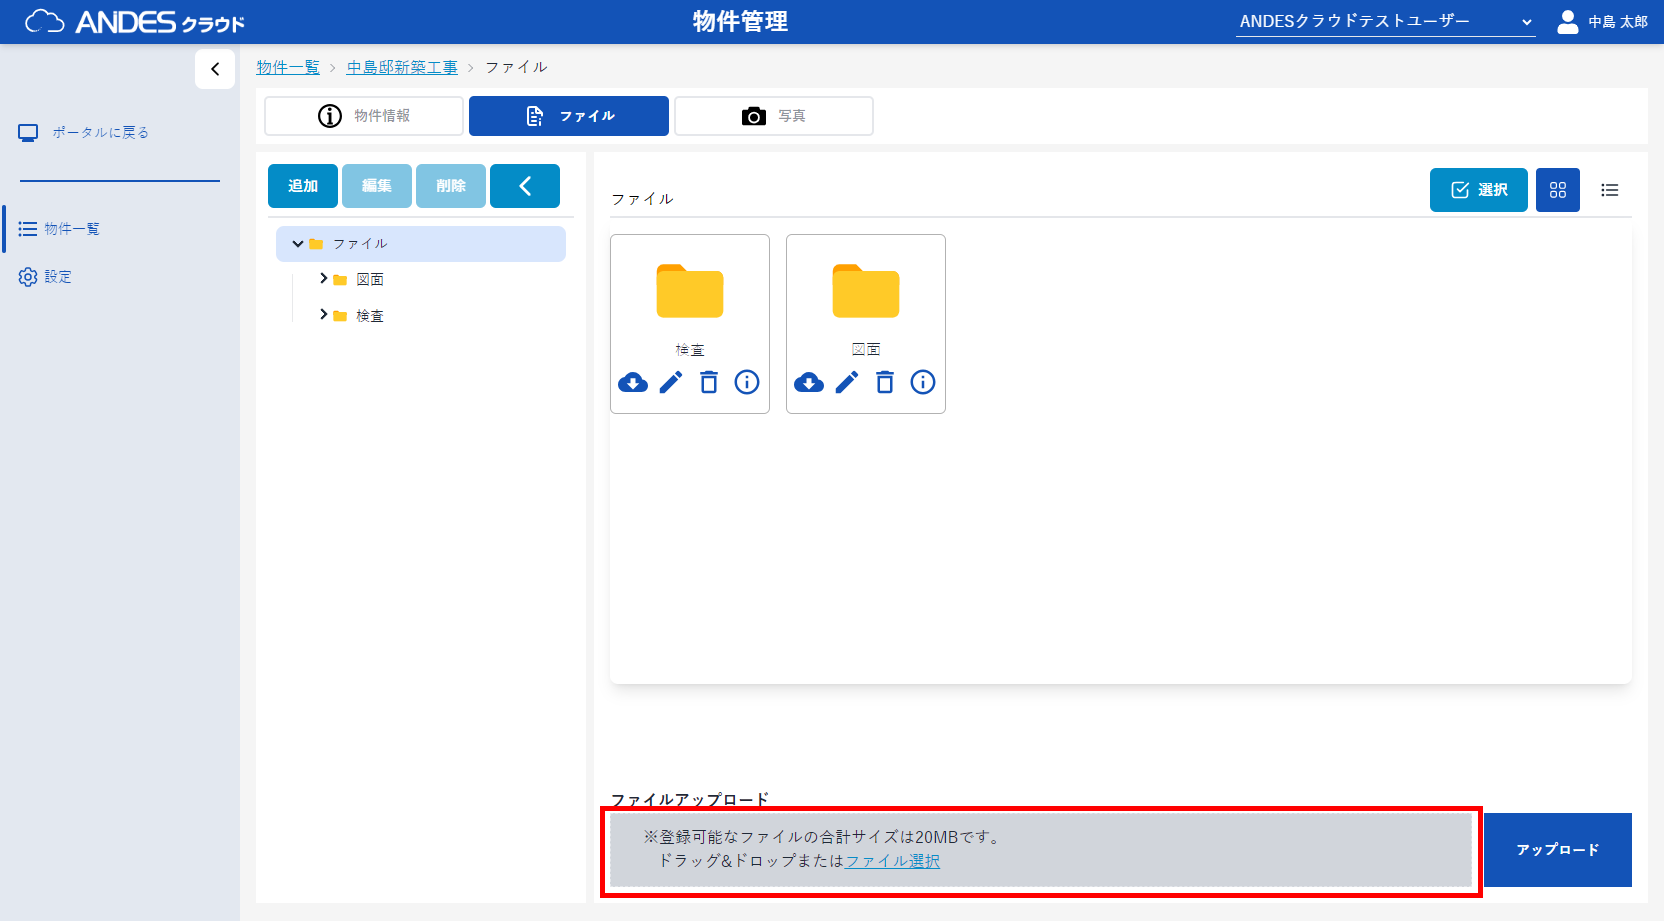 ANDES クラウド
物件管理
ANDESクラウドテストユーザー
中島 太郎
物件一覧 > 中島邸新築工事 > ファイル
ポータルに戻る
物件一覧
設定
物件情報
ファイル
写真
追加
編集
削除
ファイル
図面
検査
ファイル
選択
検査
図面
ファイルアップロード
※登録可能なファイルの合計サイズは20MBです。
ドラッグ&ドロップまたはファイル選択
アップロード